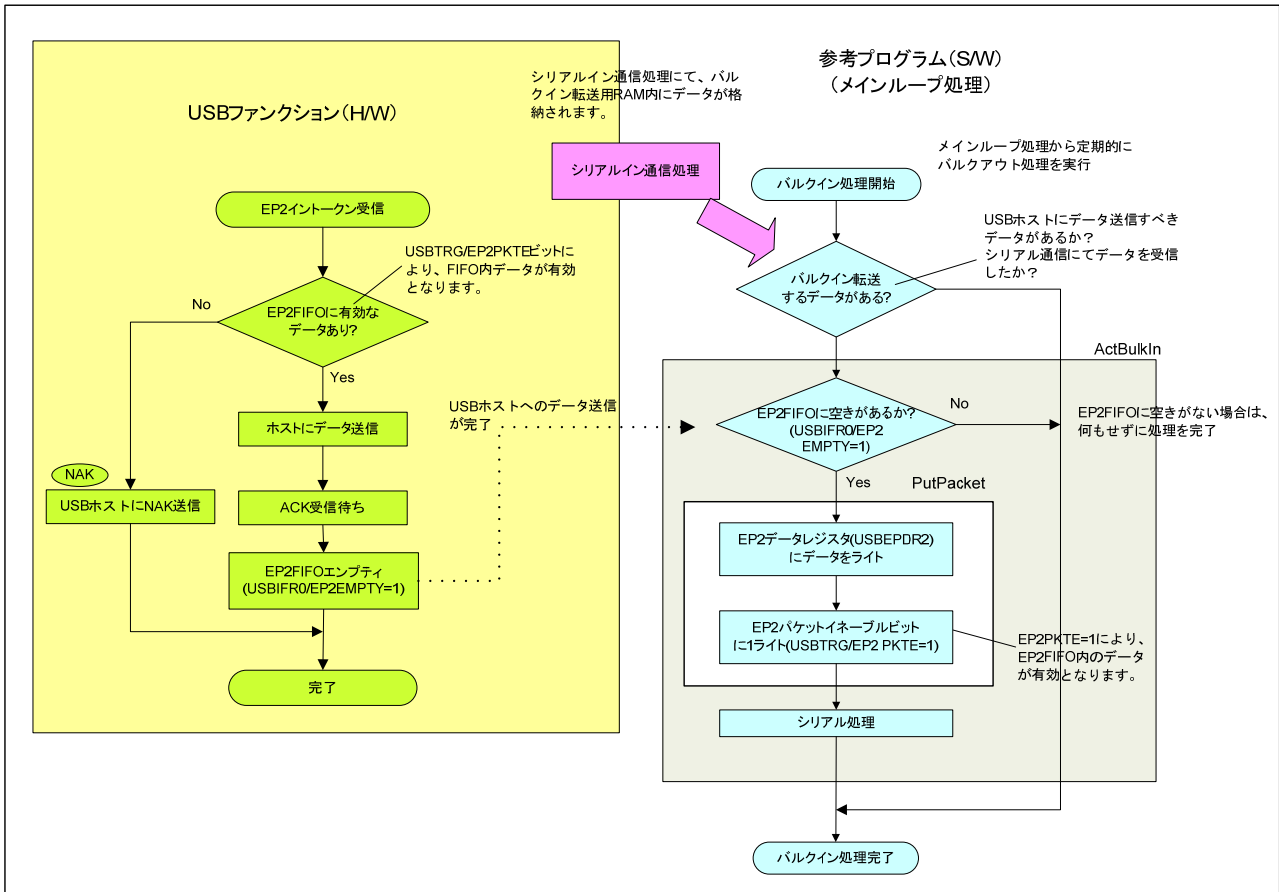 USBファンクション(H/W)
EP2イントークン受信
USBTRG/EP2PKTEビットに
より、FIFO内データが有効
となります。
No
EP2FIFOに有効な
データあり?
Yes
ホストにデータ送信
NAK
USBホストにNAK送信
ACK受信待ち
EP2FIFOエンプティ
(USBIFR0/EP2EMPTY=1)
完了
シリアルイン通信処理にて、バル
クイン転送用RAM内にデータが格
納されます。
シリアルイン通信処理
USBホストへのデータ送信
が完了
参考プログラム(S/W)
(メインループ処理)
メインループ処理から定期的に
バルクアウト処理を実行
バルクイン処理開始
USBホストにデータ送信すべき
データがあるか?
シリアル通信にてデータを受信
したか?
バルクイン転送
するデータがある?
ActBulkIn
EP2FIFOに空きがあるか?
(USBIFR0/EP2
EMPTY=1)
No
EP2FIFOに空きがない場合は、
何もせずに処理を完了
Yes
PutPacket
EP2データレジスタ(USBEPDR2)
にデータをライト
EP2パケットイネーブルビット
に1ライト(USBTRG/EP2 PKTE=1)
EP2PKTE=1により、
EP2FIFO内のデータ
が有効となります。
シリアル処理
バルクイン処理完了